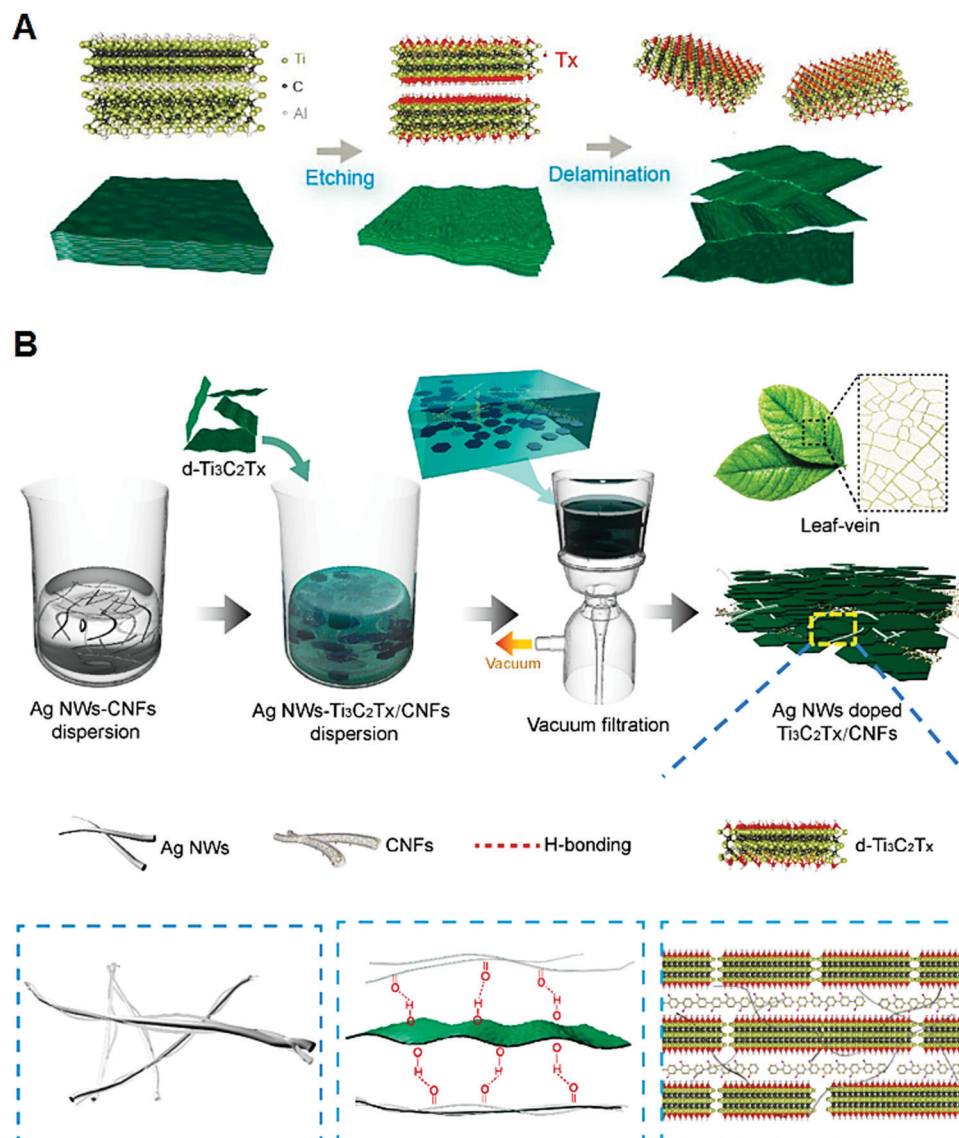 A
Ti
C
Al
Tx
Etching
Delamination
B
d-Ti3C2Tx
Leaf-vein
Vacuum
Ag NWs-CNFs
dispersion
Ag NWs-Ti3C2Tx/CNFs
dispersion
Vacuum filtration
Ag NWs doped
Ti3C2Tx/CNFs
Ag NWs
CNFs
H-bonding
d-Ti3C2Tx
O O O
H H H
O O O
O O O
H H H
O O O